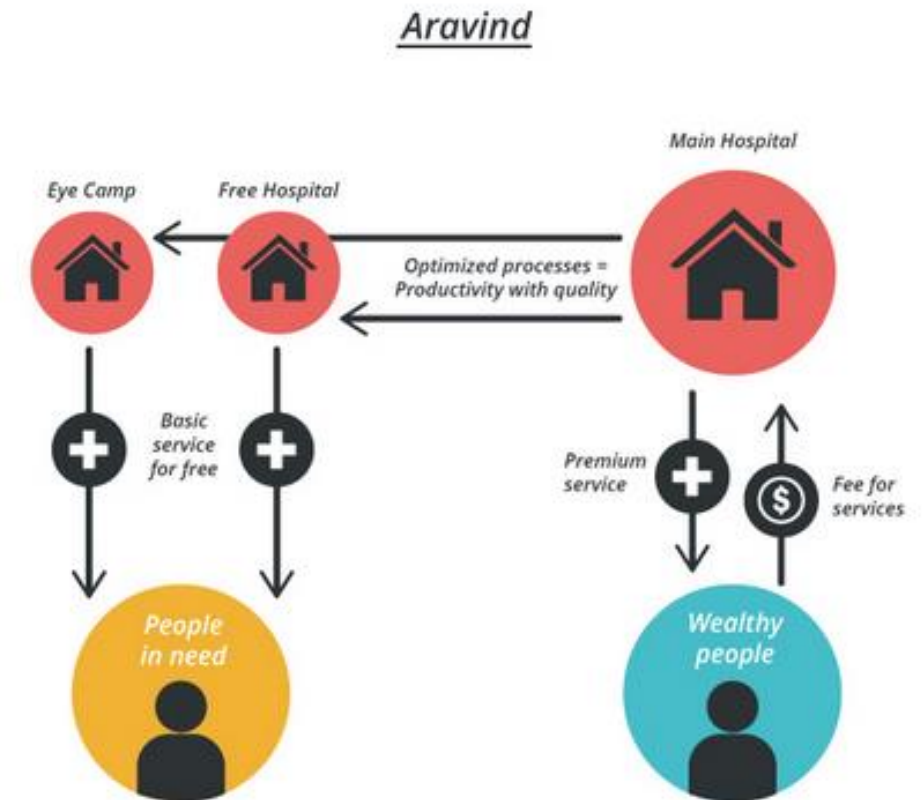 Aravind
Main Hospital
Eye Camp
Free Hospital
Optimized processes =
Productivity with quality
Basic
service
for free
Premium
service
$
Fee for
services
People
in need
Wealthy
people